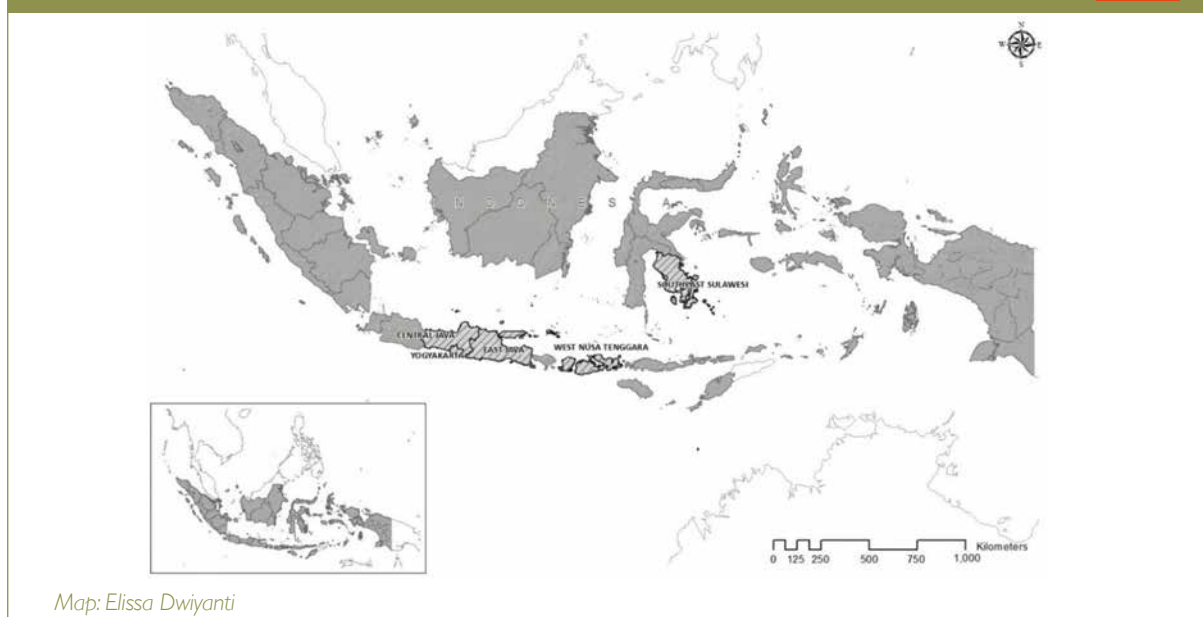 N
W E
S
I N D O N E S I A
SOUTHEAST SULAWESI
CENTRAL JAVA
WEST NUSA TENGGARA
YOGYAKARTA
EAST JAVA
Kilometers
0 125 250 500 750 1,000
Map: Elissa Dwiyanti